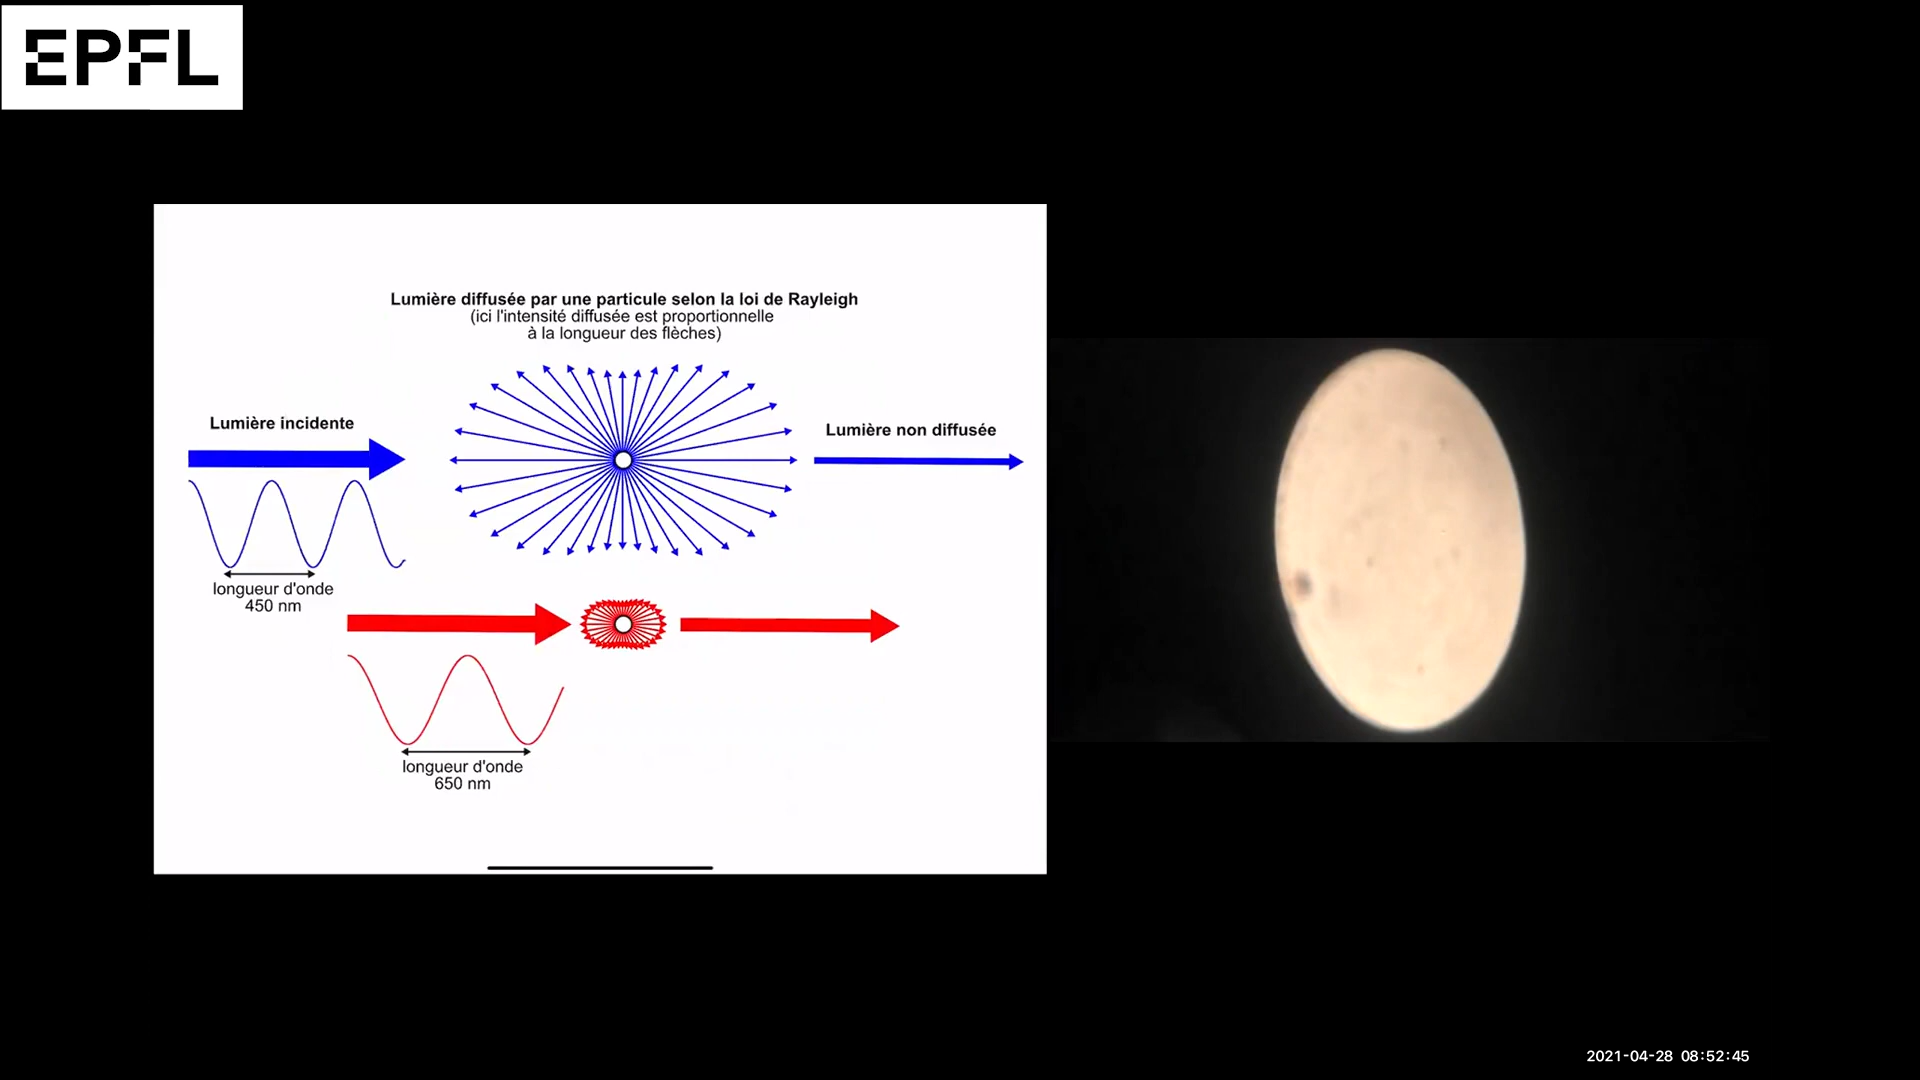 EPFL
Lumière diffusée par une particule selon la loi de Rayleigh
(ici l'intensité diffusée est proportionnelle
à la longueur des flèches)
Lumière incidente
Lumière non diffusée
longueur d'onde
450 nm
longueur d'onde
650 nm
2021-04-28 08:52:45